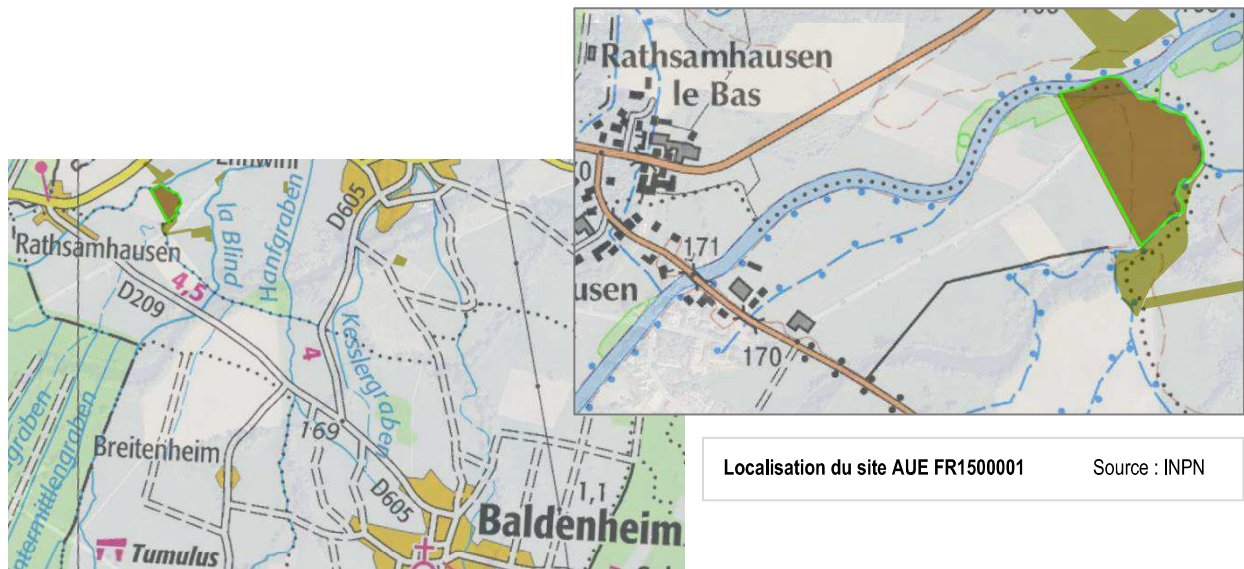 Rathsamhausen
le Bas
171
170
usen
Rathsamhausen
D605
la Blind
Hanfgraben
4,5
D209
4
Kesslergraben
169
Breitenheim
D605
1,1
Baldenheim
Tumulus
Localisation du site AUE FR1500001
Source : INPN